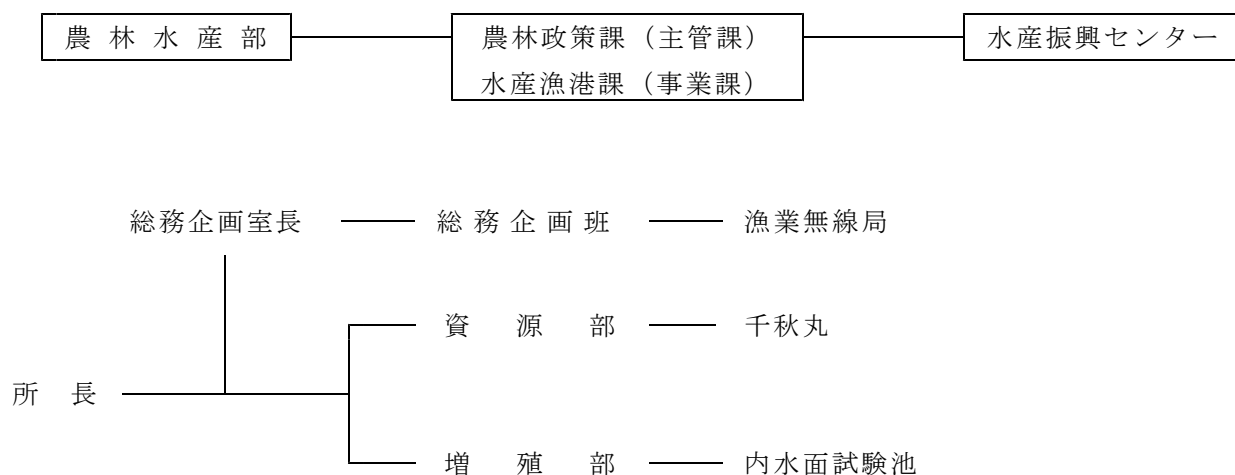 農林水産部
農林政策課（主管課）
水産漁港課（事業課）
水産振興センター
総務企画室長
総務企画班
漁業無線局
資源部
千秋丸
所長
増殖部
内水面試験池